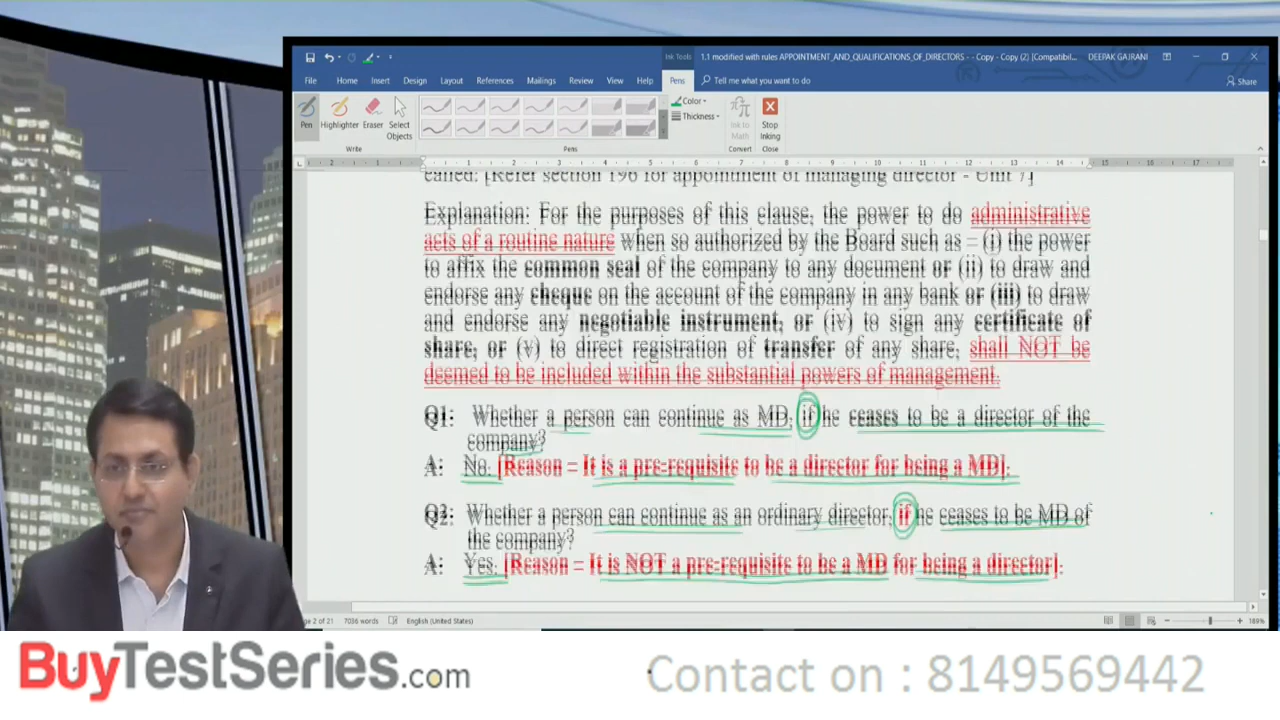 Ink Tools
1.1 modified with rules APPOINTMENT_AND_QUALIFICATIONS_OF_DIRECTORS - - Copy - Copy (2) [Compatibil...
DEEPAK GAJRANI
File Home Insert Design Layout References Mailings Review View Help Pens Tell me what you want to do
Share
Pen Highlighter Eraser Select Objects
Color
Thickness
Ink to Math
Stop Inking
Write Pens Convert Close
called. [Refer section 196 for appointment of managing director - Unit 7]
Explanation: For the purposes of this clause, the power to do administrative
acts of a routine nature when so authorized by the Board such as – (i) the power
to affix the common seal of the company to any document or (ii) to draw and
endorse any cheque on the account of the company in any bank or (iii) to draw
and endorse any negotiable instrument, or (iv) to sign any certificate of
share, or (v) to direct registration of transfer of any share, shall NOT be
deemed to be included within the substantial powers of management.
Q1: Whether a person can continue as MD, if he ceases to be a director of the
company?
A: No. [Reason = It is a pre-requisite to be a director for being a MD].
Q2: Whether a person can continue as an ordinary director, if he ceases to be MD of
the company?
A: Yes. [Reason = It is NOT a pre-requisite to be a MD for being a director].
Page 2 of 21 7036 words English (United States)
189%
BuyTestSeries.com
Contact on : 8149569442